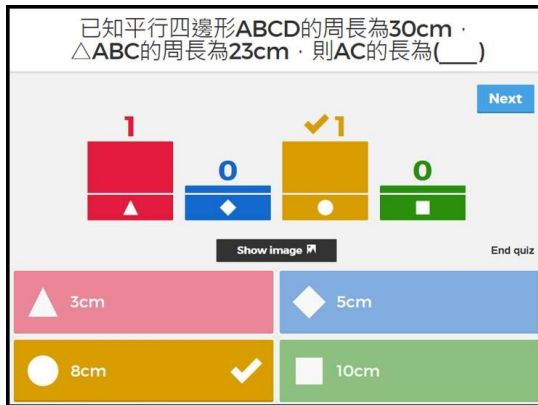 已知平行四邊形ABCD的周長為30cm，
△ABC的周長為23cm，則AC的長為(___)
Next
1
0
1
0
Show image
End quiz
3cm
5cm
8cm
10cm